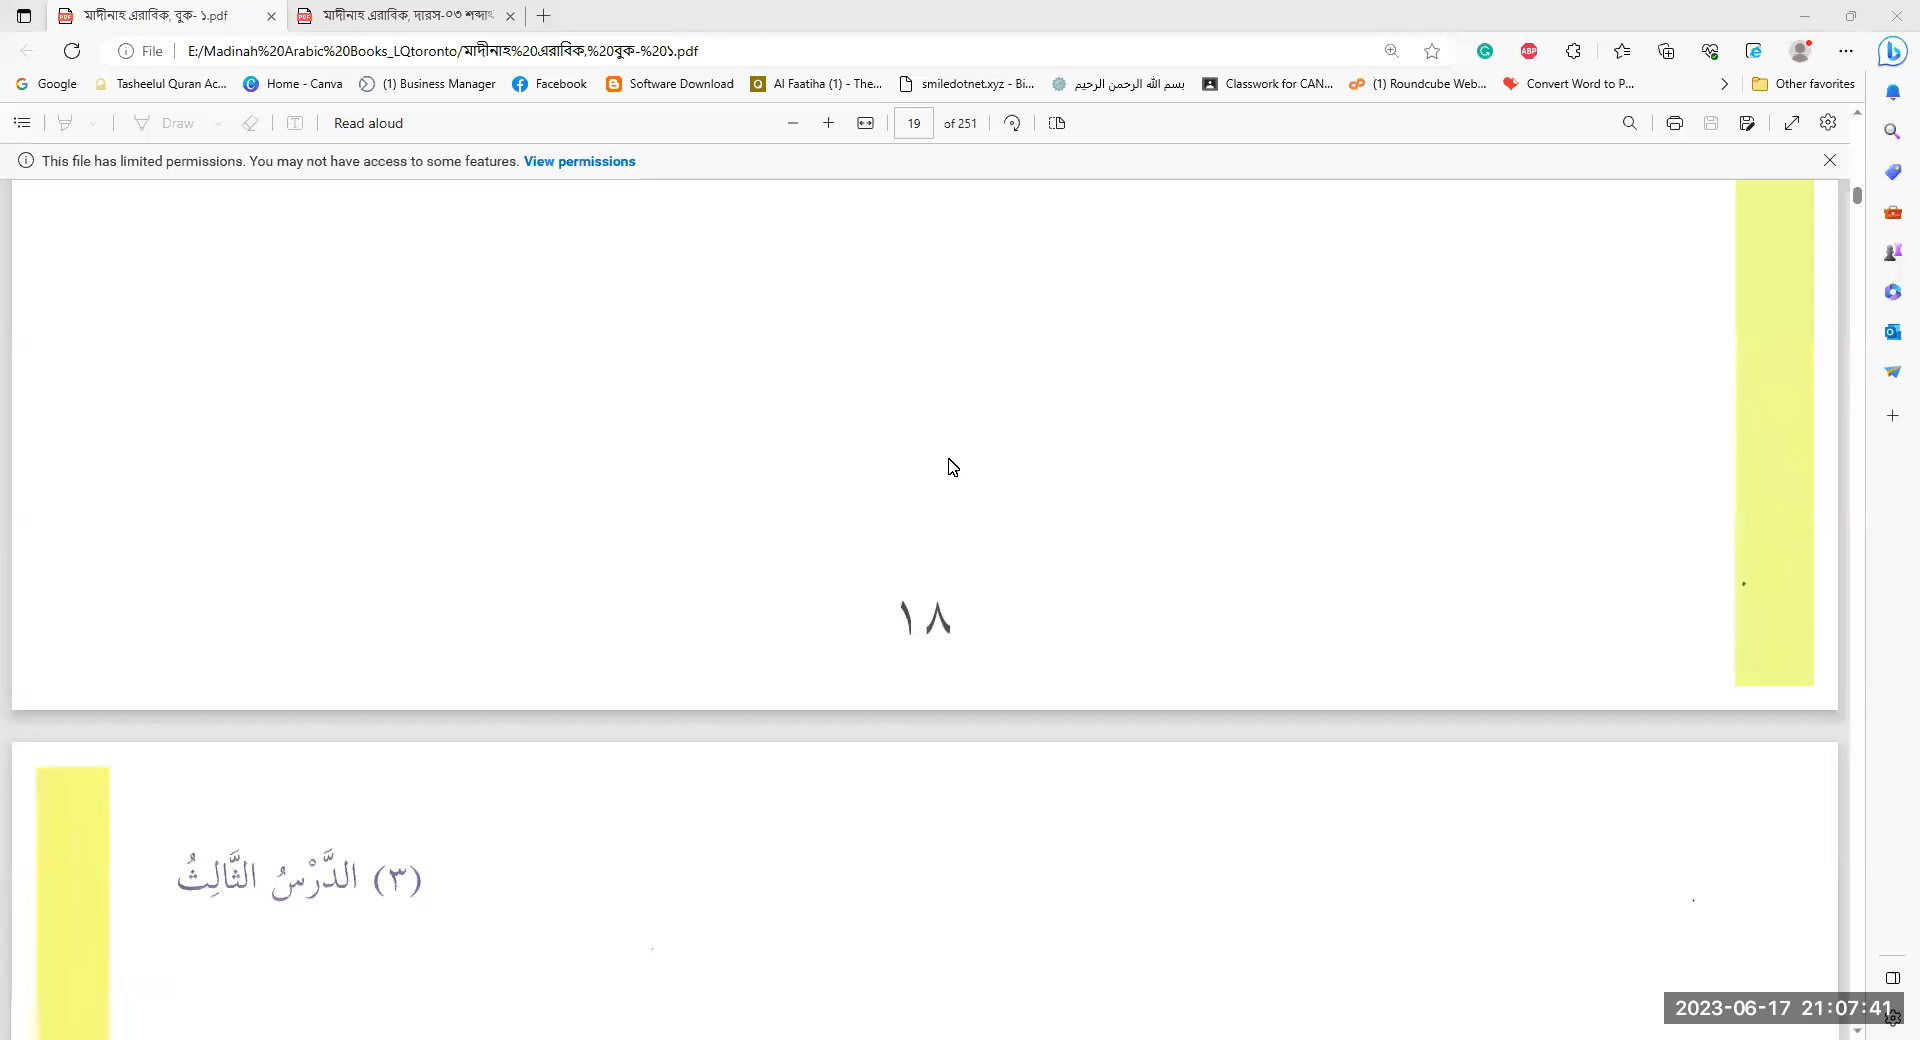 মাদীনাহ এরাবিক, বুক- ১.pdf
মাদীনাহ এরাবিক, দারস-০৩ শব্দার্থ
File
E:/Madinah%20Arabic%20Books_LQtoronto/মাদীনাহ%20এরাবিক,%20বুক-%20১.pdf
Google
Tasheelul Quran Ac...
Home - Canva
(1) Business Manager
Facebook
Software Download
Al Faatiha (1) - The...
smiledotnet.xyz - Bi...
بسم الله الرحمن الرحيم
Classwork for CAN...
(1) Roundcube Web...
Convert Word to P...
Other favorites
Draw
Read aloud
19 of 251
This file has limited permissions. You may not have access to some features. View permissions
١٨
(٣) الدَّرْسُ الثَّالِثُ
2023-06-17 21:07:41